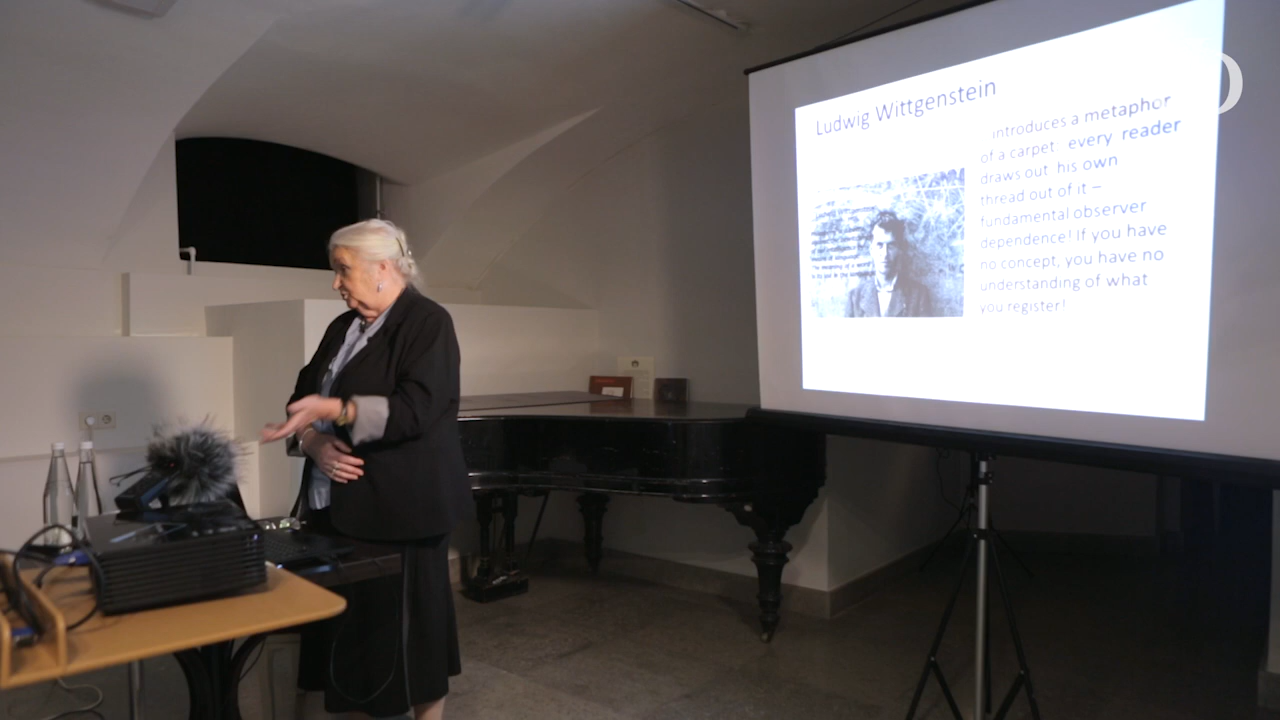 Ludwig Wittgenstein
introduces a metaphor
of a carpet: every reader
draws out his own
thread out of it –
fundamental observer
dependence! If you have
no concept, you have no
understanding of what
you register!